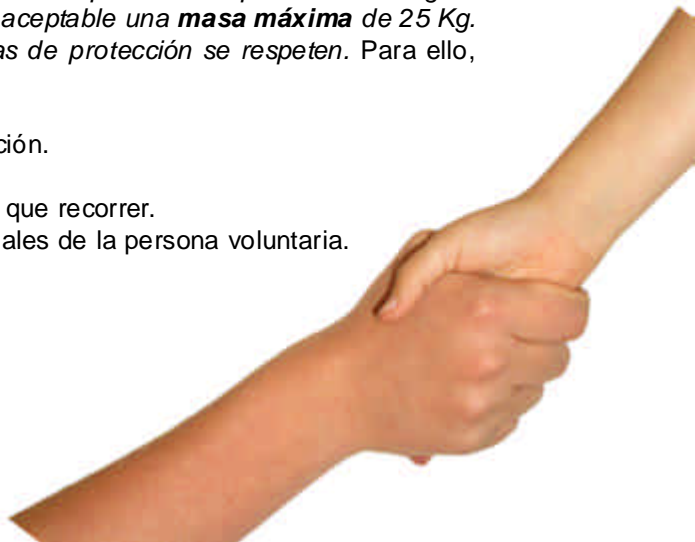 aceptable una masa máxima de 25 Kg.
as de protección se respeten. Para ello,
ción.
que recorrer.
ales de la persona voluntaria.